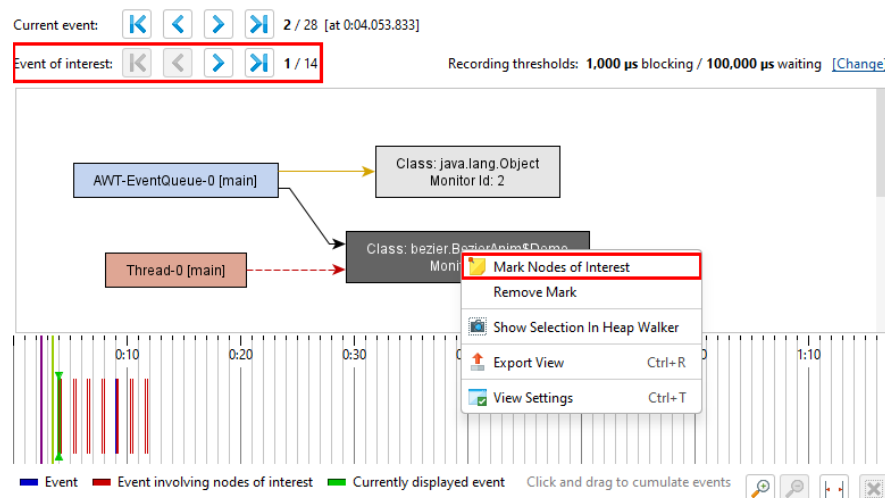 Current event: 2 / 28 [at 0:04.053.833]
Event of interest: 1 / 14 Recording thresholds: 1,000 µs blocking / 100,000 µs waiting [Change]
Class: java.lang.Object
Monitor Id: 2
AWT-EventQueue-0 [main]
Class: bezier.BezierAnim$Demo
Thread-0 [main]
Mark Nodes of Interest
Remove Mark
Show Selection In Heap Walker
Export View Ctrl+R
View Settings Ctrl+T
0:10 0:20 0:30 1:10
Event Event involving nodes of interest Currently displayed event Click and drag to cumulate events